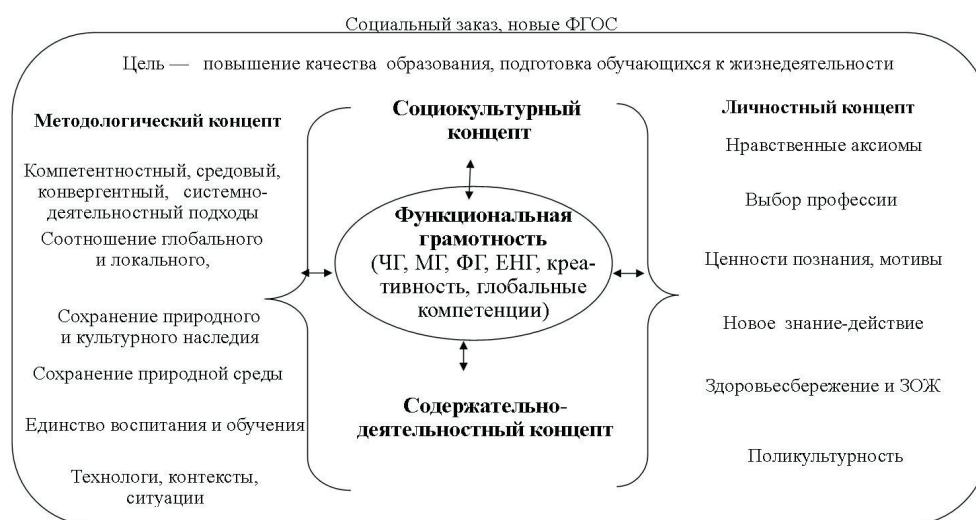 Социальный заказ, новые ФГОС
Цель — повышение качества образования, подготовка обучающихся к жизнедеятельности
Методологический концепт
Компетентностный, средовый,
конвергентный, системно-
деятельностный подходы
Соотношение глобального
и локального,
Сохранение природного
и культурного наследия
Сохранение природной среды
Единство воспитания и обучения
Технологи, контексты,
ситуации
Социокультурный
концепт
Функциональная
грамотность
(ЧГ, МГ, ФГ, ЕНГ, креа-
тивность, глобальные
компетенции)
Содержательно-
деятельностный концепт
Личностный концепт
Нравственные аксиомы
Выбор профессии
Ценности познания, мотивы
Новое знание-действие
Здоровьесбережение и ЗОЖ
Поликультурность